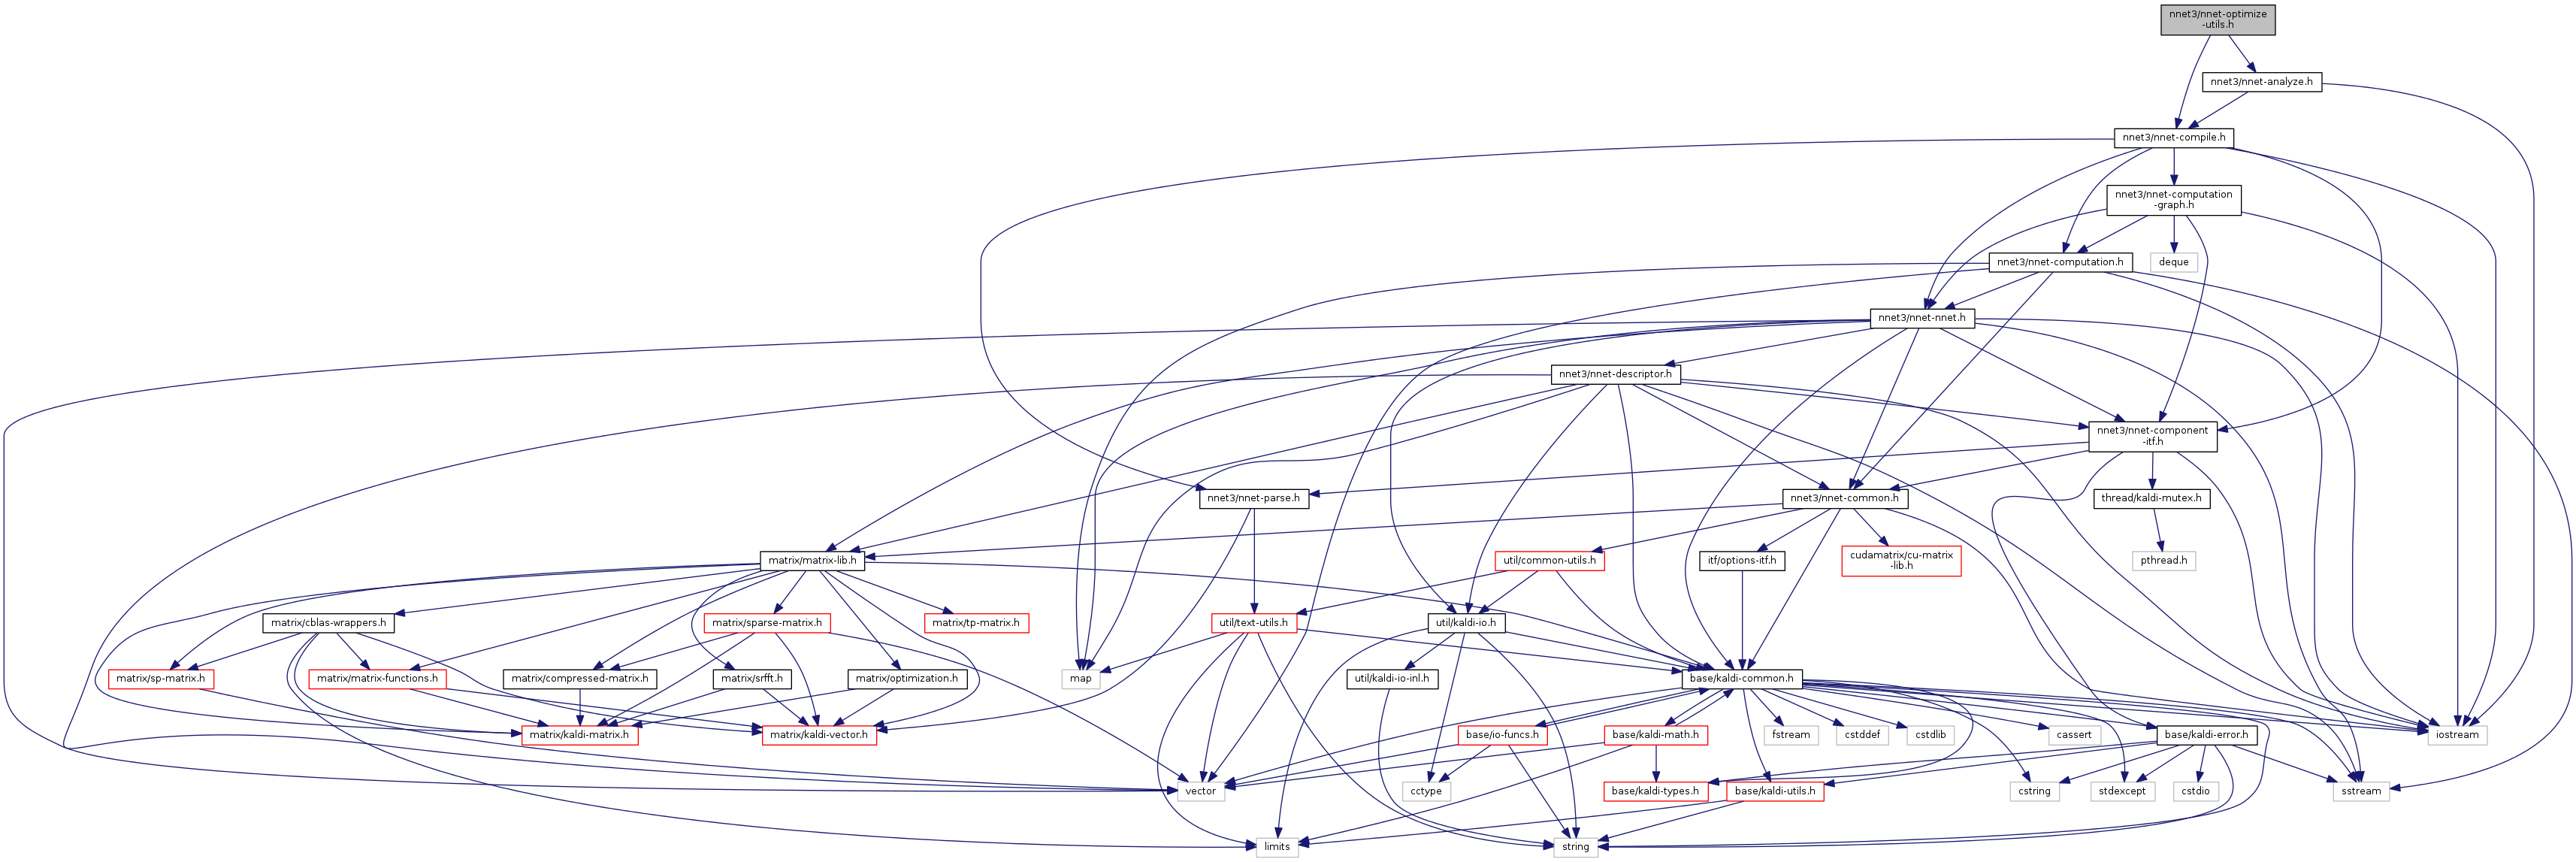 nnet3/nnet-optimize
-utils.h
nnet3/nnet-analyze.h
nnet3/nnet-compile.h
nnet3/nnet-computation
-graph.h
nnet3/nnet-computation.h
deque
nnet3/nnet-nnet.h
nnet3/nnet-descriptor.h
nnet3/nnet-component
-itf.h
nnet3/nnet-parse.h
nnet3/nnet-common.h
thread/kaldi-mutex.h
matrix/matrix-lib.h
util/common-utils.h
itf/options-itf.h
cudamatrix/cu-matrix
-lib.h
pthread.h
matrix/cblas-wrappers.h
matrix/sparse-matrix.h
matrix/tp-matrix.h
util/text-utils.h
util/kaldi-io.h
matrix/sp-matrix.h
matrix/matrix-functions.h
matrix/compressed-matrix.h
matrix/srfft.h
matrix/optimization.h
map
util/kaldi-io-inl.h
base/kaldi-common.h
matrix/kaldi-matrix.h
matrix/kaldi-vector.h
base/io-funcs.h
base/kaldi-math.h
fstream
cstddef
cstdlib
cassert
base/kaldi-error.h
iostream
vector
cctype
base/kaldi-types.h
base/kaldi-utils.h
cstring
stdexcept
cstdio
sstream
limits
string